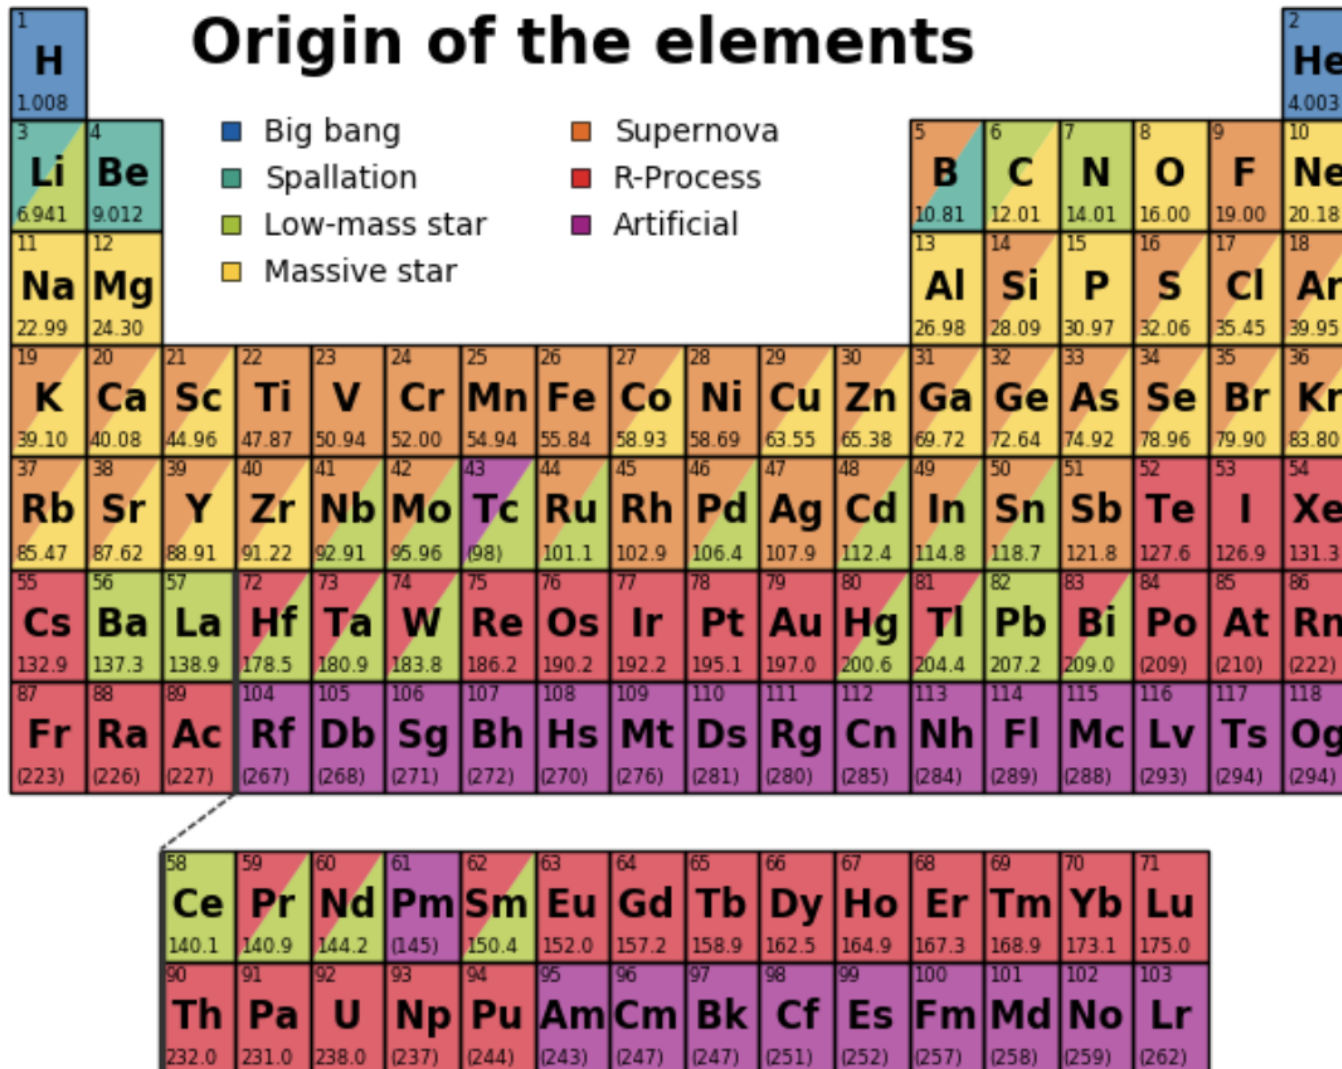 Origin of the elements
Big bang
Spallation
Low-mass star
Massive star
Supernova
R-Process
Artificial
1 2
H He
1.008 4.003
3 4 5 6 7 8 9 10
Li Be B C N O F Ne
6.941 9.012 10.81 12.01 14.01 16.00 19.00 20.18
11 12 13 14 15 16 17 18
Na Mg Al Si P S Cl Ar
22.99 24.30 26.98 28.09 30.97 32.06 35.45 39.95
19 20 21 22 23 24 25 26 27 28 29 30 31 32 33 34 35 36
K Ca Sc Ti V Cr Mn Fe Co Ni Cu Zn Ga Ge As Se Br Kr
39.10 40.08 44.96 47.87 50.94 52.00 54.94 55.84 58.93 58.69 63.55 65.38 69.72 72.64 74.92 78.96 79.90 83.80
37 38 39 40 41 42 43 44 45 46 47 48 49 50 51 52 53 54
Rb Sr Y Zr Nb Mo Tc Ru Rh Pd Ag Cd In Sn Sb Te I Xe
85.47 87.62 88.91 91.22 92.91 95.96 (98) 101.1 102.9 106.4 107.9 112.4 114.8 118.7 121.8 127.6 126.9 131.3
55 56 57 72 73 74 75 76 77 78 79 80 81 82 83 84 85 86
Cs Ba La Hf Ta W Re Os Ir Pt Au Hg Tl Pb Bi Po At Rn
132.9 137.3 138.9 178.5 180.9 183.8 186.2 190.2 192.2 195.1 197.0 200.6 204.4 207.2 209.0 (209) (210) (222)
87 88 89 104 105 106 107 108 109 110 111 112 113 114 115 116 117 118
Fr Ra Ac Rf Db Sg Bh Hs Mt Ds Rg Cn Nh Fl Mc Lv Ts Og
(223) (226) (227) (267) (268) (271) (272) (270) (276) (281) (280) (285) (284) (289) (288) (293) (294) (294)
58 59 60 61 62 63 64 65 66 67 68 69 70 71
Ce Pr Nd Pm Sm Eu Gd Tb Dy Ho Er Tm Yb Lu
140.1 140.9 144.2 (145) 150.4 152.0 157.2 158.9 162.5 164.9 167.3 168.9 173.1 175.0
90 91 92 93 94 95 96 97 98 99 100 101 102 103
Th Pa U Np Pu Am Cm Bk Cf Es Fm Md No Lr
232.0 231.0 238.0 (237) (244) (243) (247) (247) (251) (252) (257) (258) (259) (262)